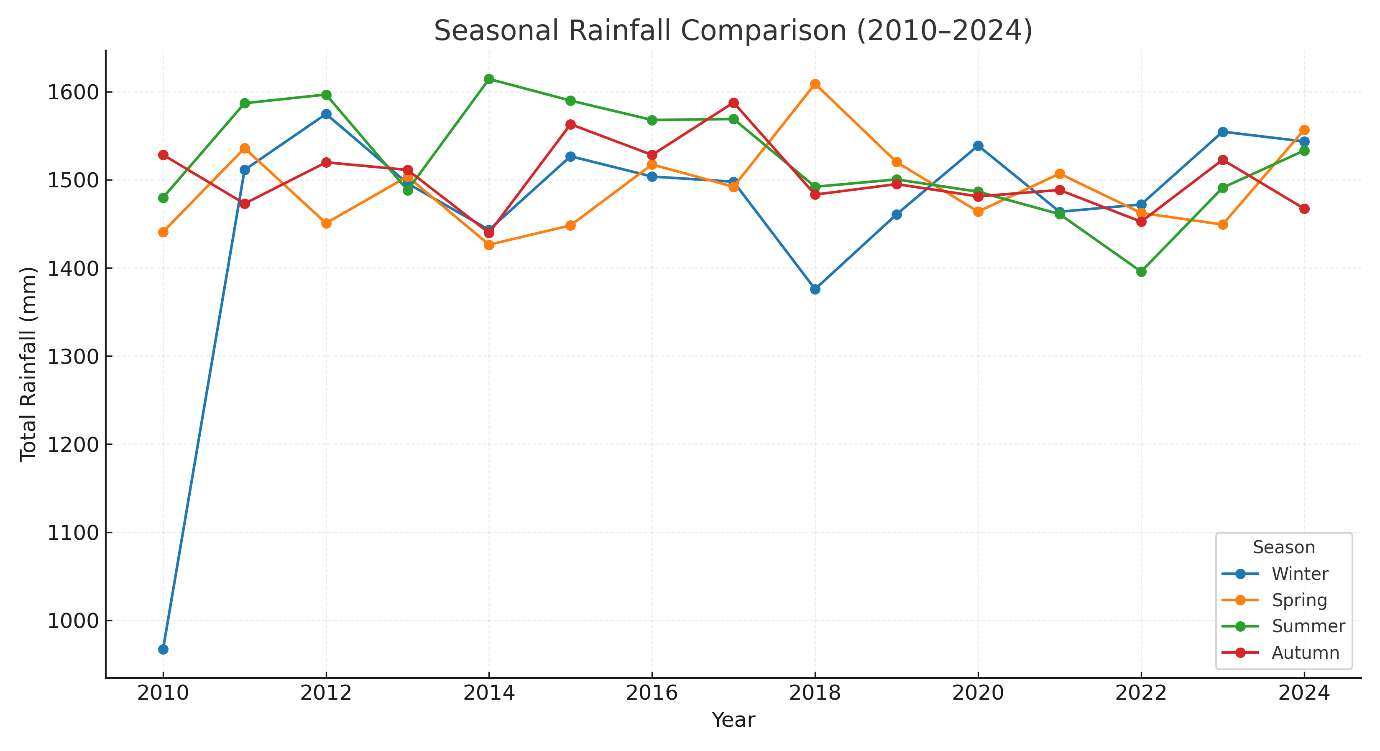 Seasonal Rainfall Comparison (2010–2024)
Total Rainfall (mm)
1600
1500
1400
1300
1200
1100
1000
Season
Winter
Spring
Summer
Autumn
2010 2012 2014 2016 2018 2020 2022 2024
Year